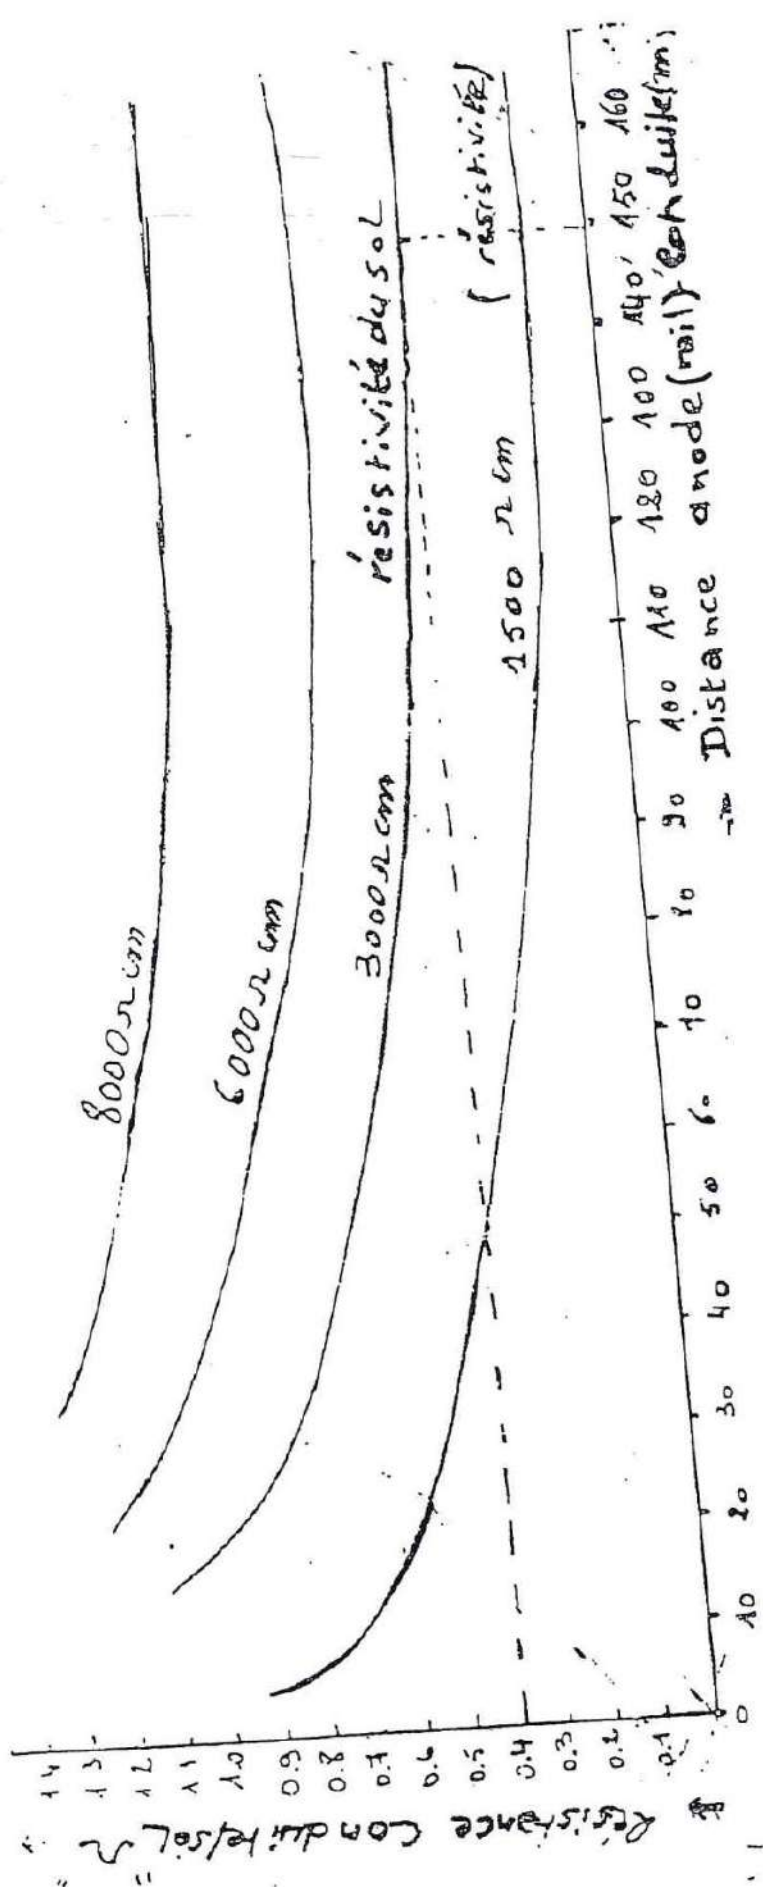 8000 Ω cm
6000 Ω cm
3000 Ω cm
résistivité du sol
1500 Ω cm
( résistivité)
1.4
1 3
1 2
1 1
1.0
0.9
0.8
0.7
0.6
0.5
0.4
0.3
0.2
0.1
Résistance Conduite/sol Ω
0 10 20 30 40 50 60 70 80 90 100 110 120 100 140 150 160
Distance anode (rail) Conduite (m)